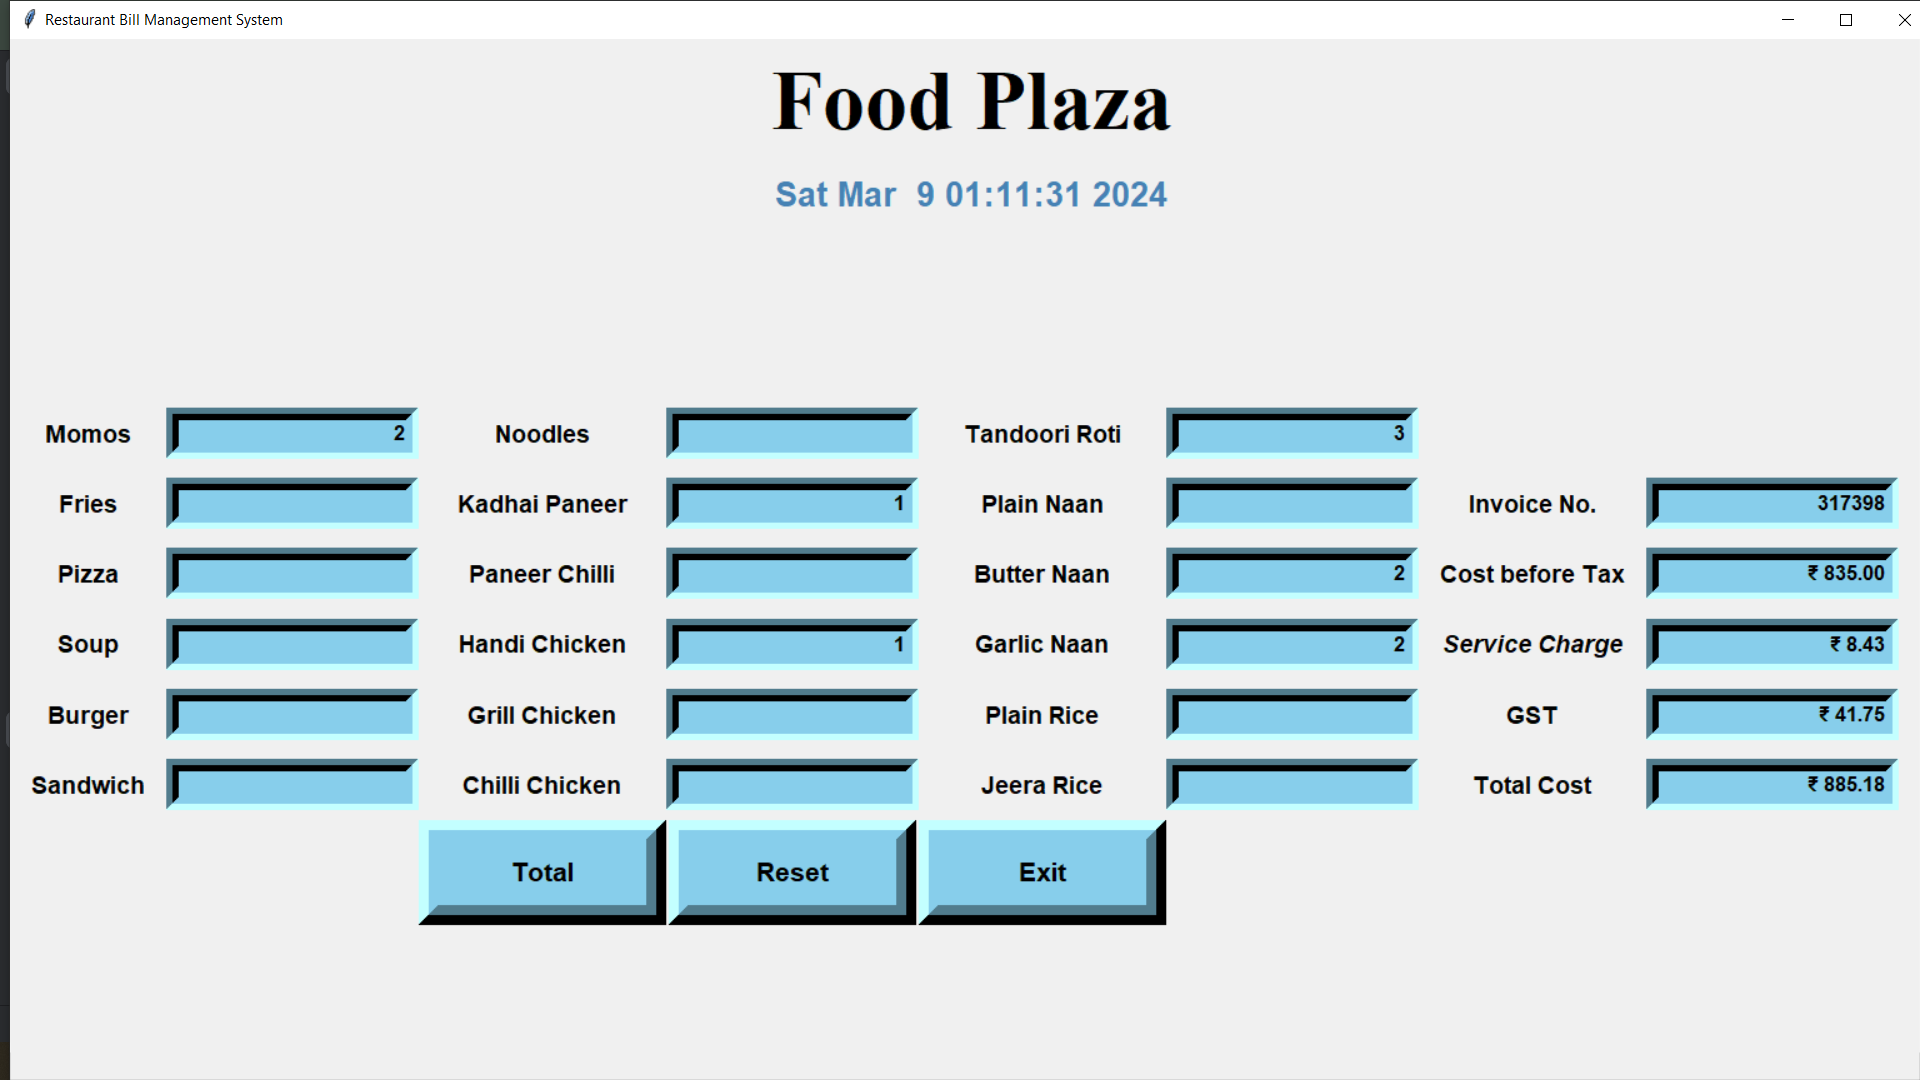 Restaurant Bill Management System
Food Plaza
Sat Mar  9 01:11:31 2024
Momos 2 Noodles Tandoori Roti 3
Fries Kadhai Paneer 1 Plain Naan Invoice No. 317398
Pizza Paneer Chilli Butter Naan 2 Cost before Tax ₹ 835.00
Soup Handi Chicken 1 Garlic Naan 2 Service Charge ₹ 8.43
Burger Grill Chicken Plain Rice GST ₹ 41.75
Sandwich Chilli Chicken Jeera Rice Total Cost ₹ 885.18
Total Reset Exit